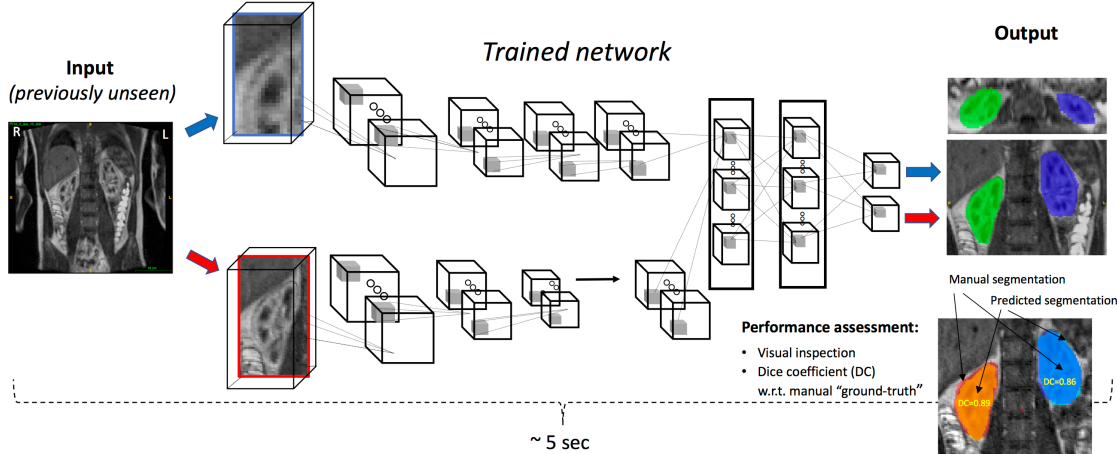 Input
(previously unseen)
R
L
Trained network
Output
Manual segmentation
Predicted segmentation
Performance assessment:
• Visual inspection
• Dice coefficient (DC)
w.r.t. manual “ground-truth”
DC=0.89
DC=0.86
~ 5 sec